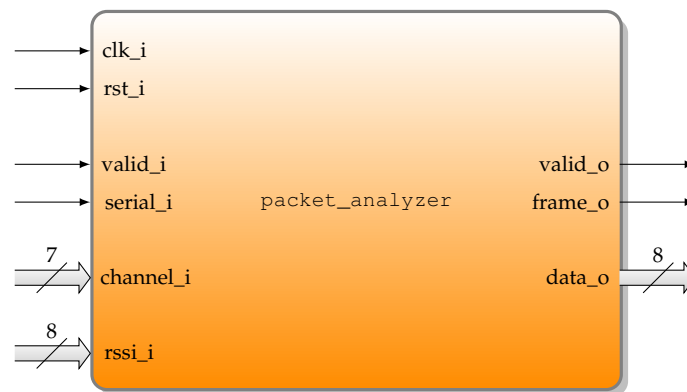 clk_i
rst_i
valid_i
valid_o
serial_i
packet_analyzer
frame_o
7
channel_i
data_o
8
8
rssi_i